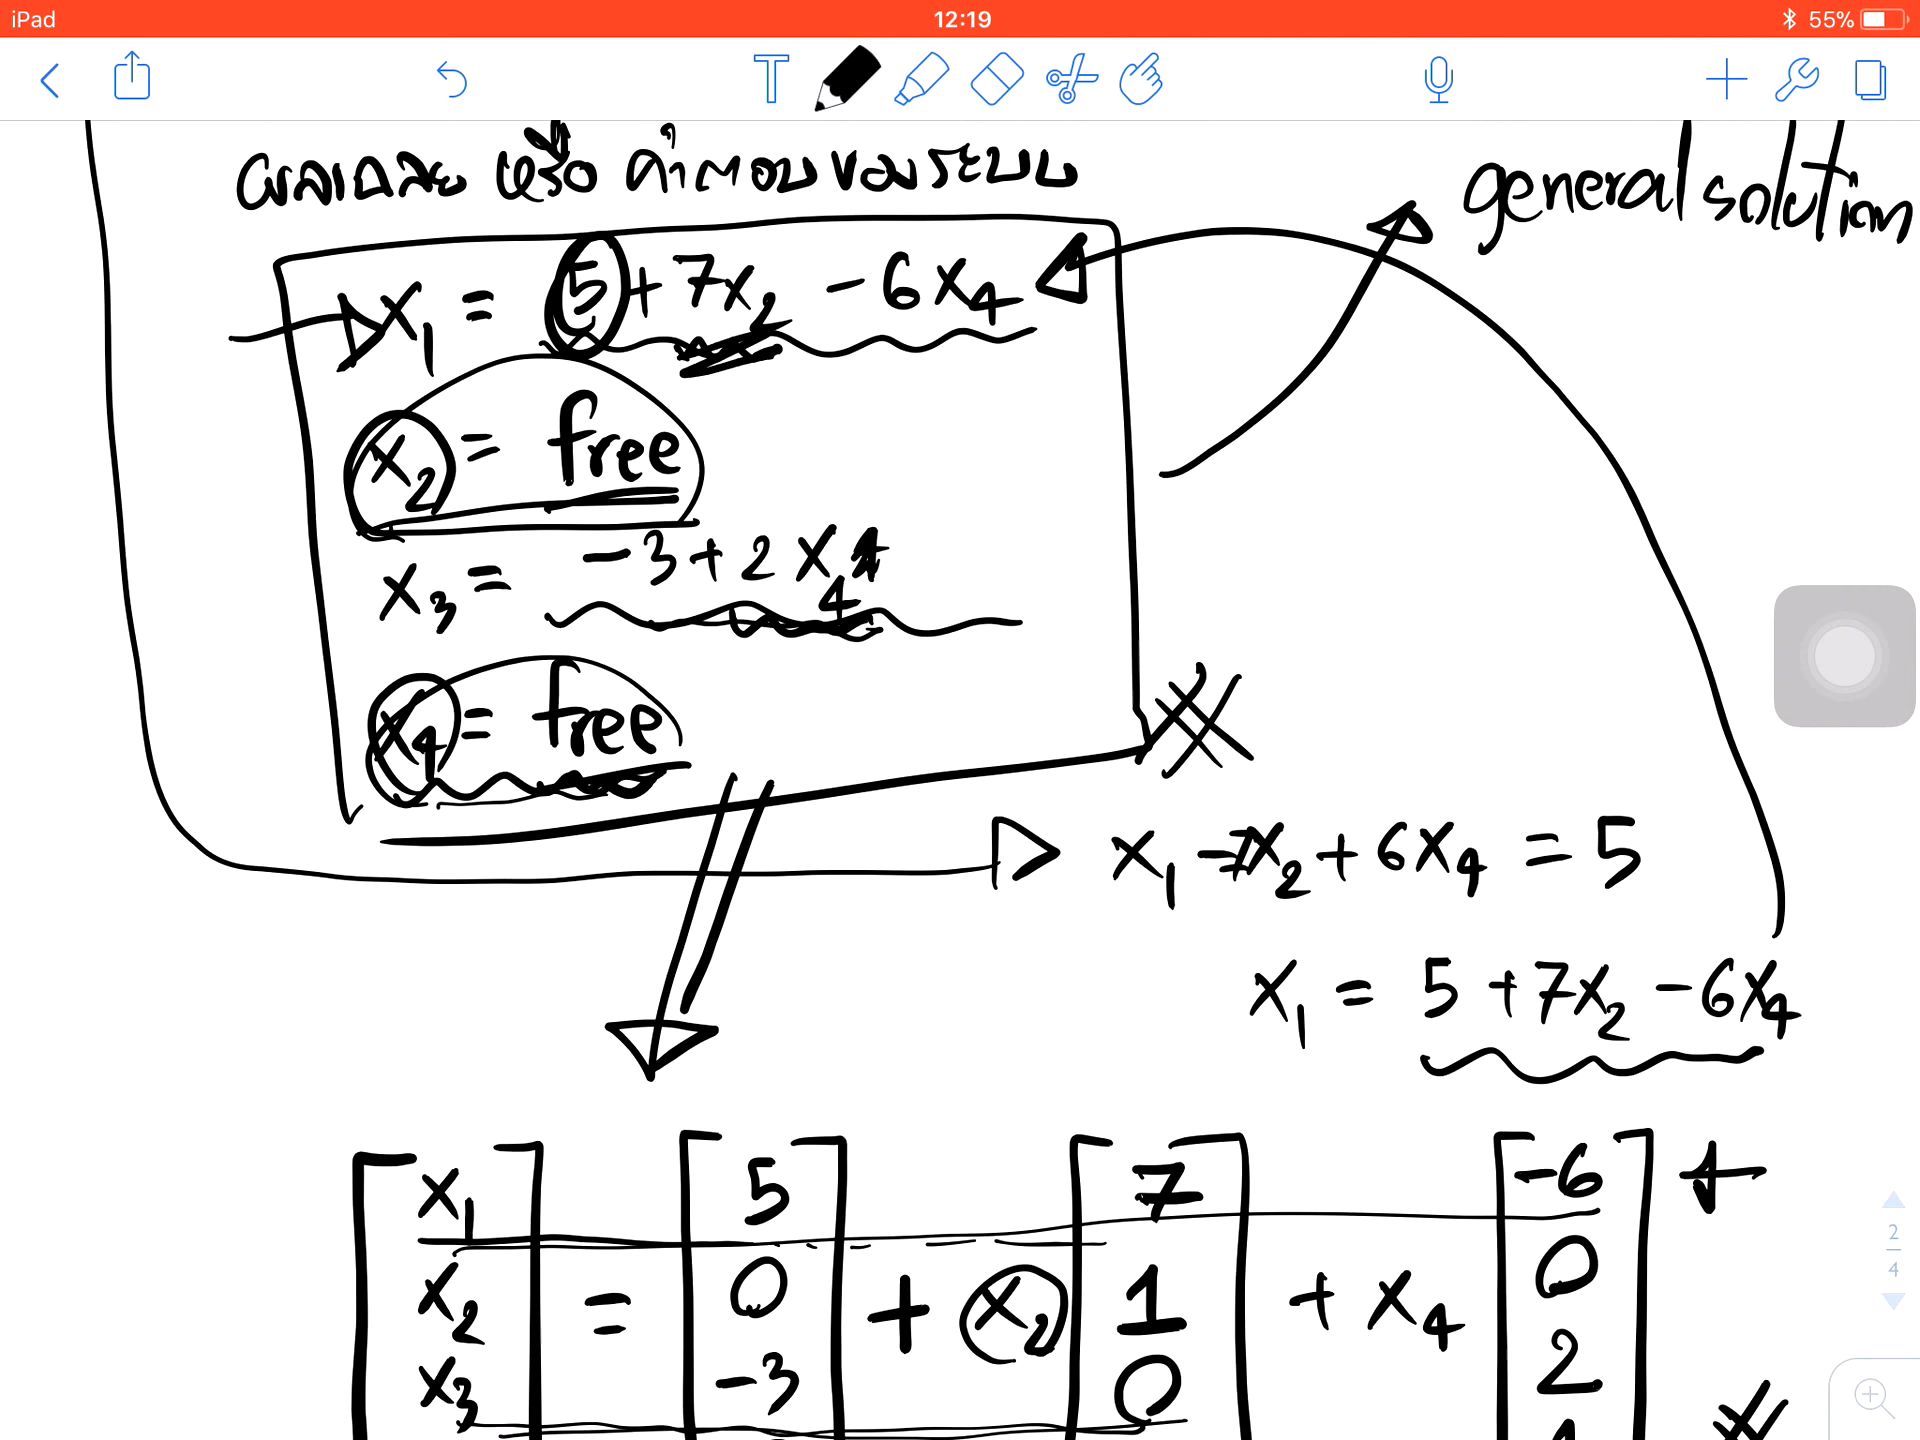 iPad 12:19 55%
T
ผลเฉลย หรือ คำตอบของระบบ
general solution
x₁ = 5 + 7x₂ - 6x₄
x₂ = free
x₃ = -3 + 2x₄
x₄ = free
x₁ - 7x₂ + 6x₄ = 5
x₁ = 5 + 7x₂ - 6x₄
x₁ 5 7 -6
x₂ = 0 + x₂ 1 + x₄ 0
x₃ -3 0 2
2
4